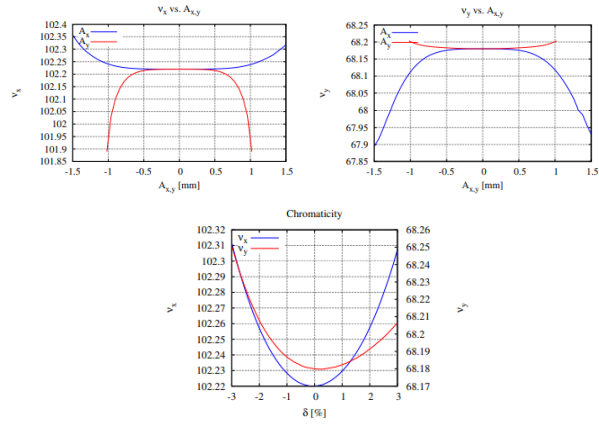 νx vs. Ax,y
102.4
102.35
102.3
102.25
102.2
102.15
102.1
102.05
102
101.95
101.9
101.85
νx
Ax
Ay
-1.5 -1 -0.5 0 0.5 1 1.5
Ax,y [mm]
νy vs. Ax,y
68.25
68.2
68.15
68.1
68.05
68
67.95
67.9
67.85
νy
Ax
Ay
-1.5 -1 -0.5 0 0.5 1 1.5
Ax,y [mm]
Chromaticity
102.32
102.31
102.3
102.29
102.28
102.27
102.26
102.25
102.24
102.23
102.22
νx
νx
νy
68.26
68.25
68.24
68.23
68.22
68.21
68.2
68.19
68.18
68.17
νy
-3 -2 -1 0 1 2 3
δ [%]